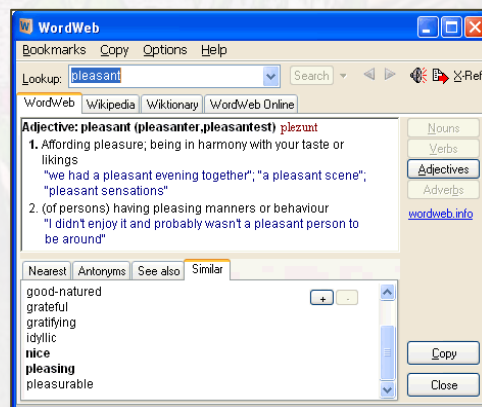 WordWeb
Bookmarks Copy Options Help
Lookup: pleasant Search X-Ref
WordWeb Wikipedia Wiktionary WordWeb Online
Adjective: pleasant (pleasanter,pleasantest) plezunt
1. Affording pleasure; being in harmony with your taste or
likings
"we had a pleasant evening together"; "a pleasant scene";
"pleasant sensations"
2. (of persons) having pleasing manners or behaviour
"I didn't enjoy it and probably wasn't a pleasant person to
be around"
Nouns
Verbs
Adjectives
Adverbs
wordweb.info
Nearest Antonyms See also Similar
good-natured
grateful
gratifying
idyllic
nice
pleasing
pleasurable
+ -
Copy
Close